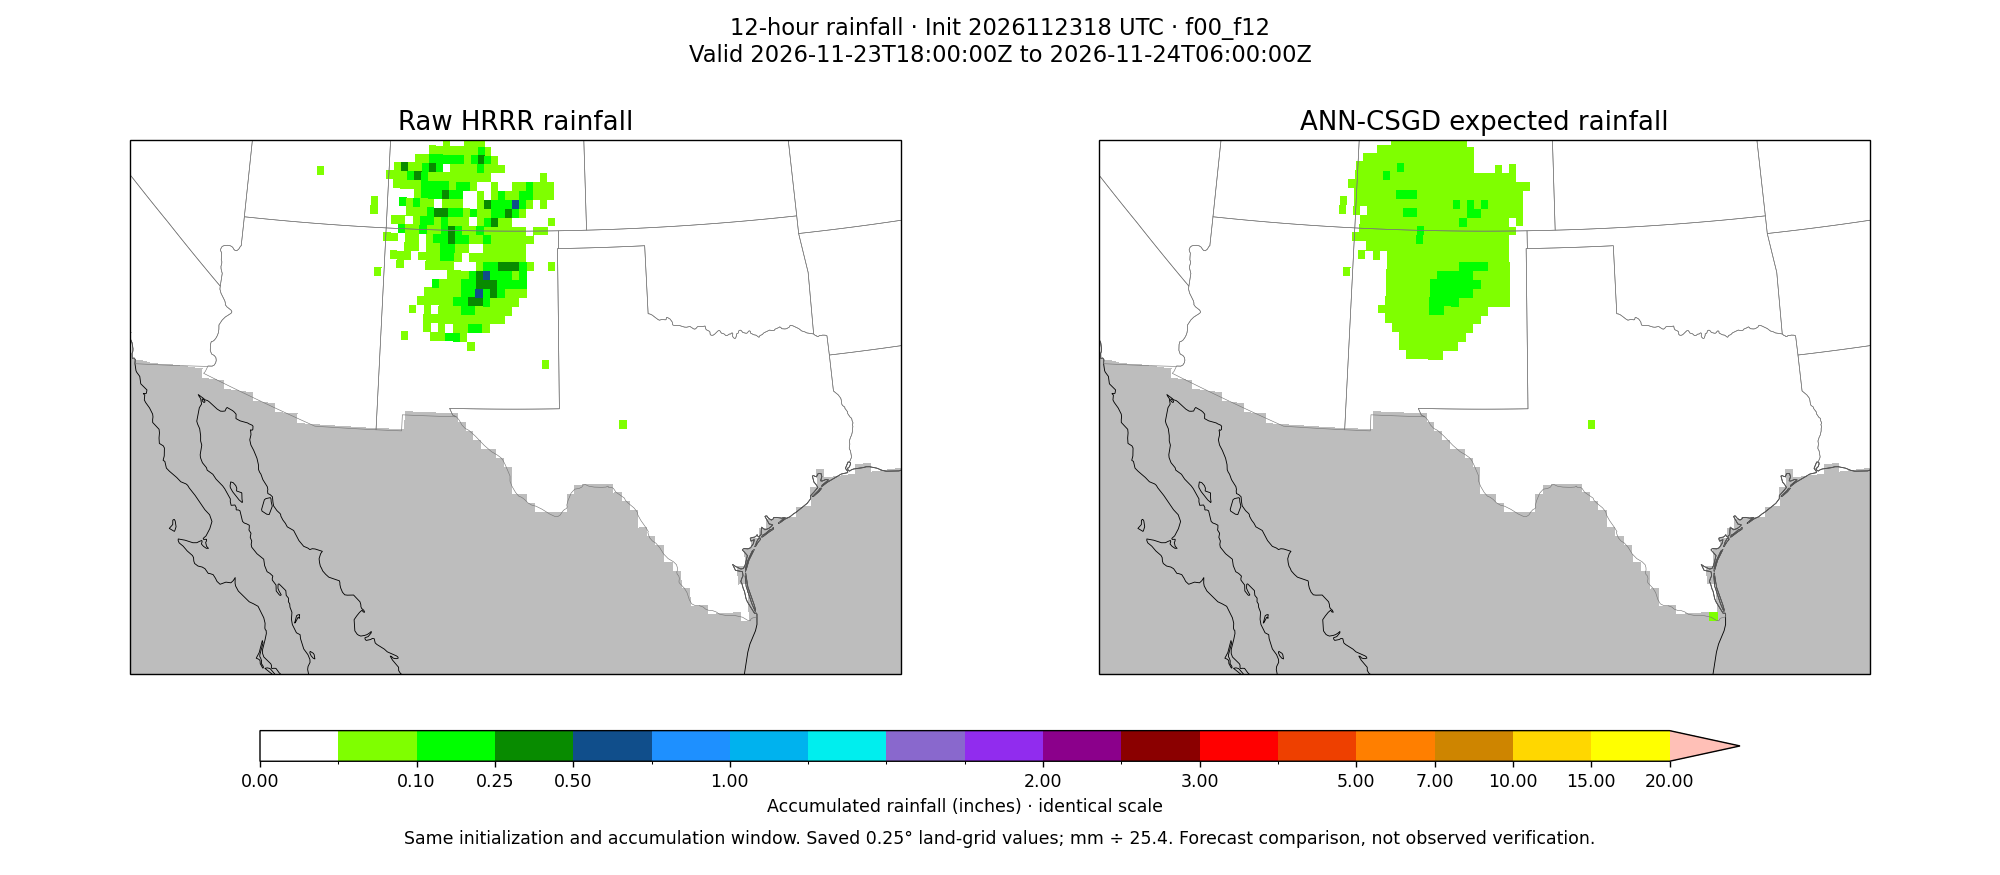 12-hour rainfall · Init 2026112318 UTC · f00_f12
Valid 2026-11-23T18:00:00Z to 2026-11-24T06:00:00Z
Raw HRRR rainfall
ANN-CSGD expected rainfall
0.00 0.10 0.25 0.50 1.00 2.00 3.00 5.00 7.00 10.00 15.00 20.00
Accumulated rainfall (inches) · identical scale
Same initialization and accumulation window. Saved 0.25° land-grid values; mm ÷ 25.4. Forecast comparison, not observed verification.